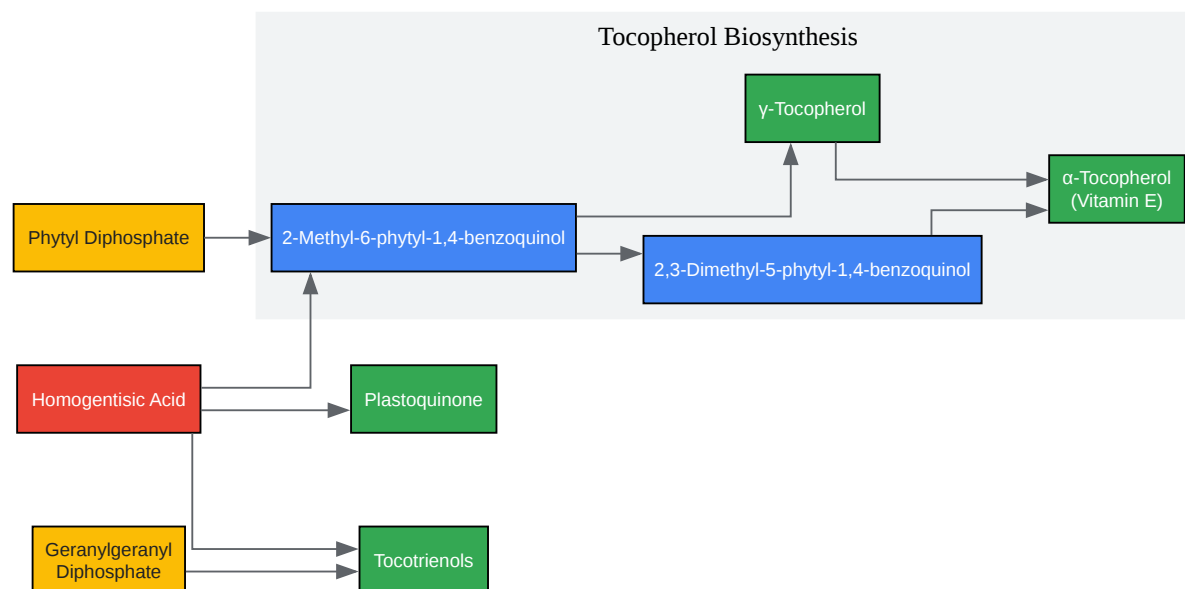 Tocopherol Biosynthesis
γ-Tocopherol
α-Tocopherol
(Vitamin E)
Phytyl Diphosphate
2-Methyl-6-phytyl-1,4-benzoquinol
2,3-Dimethyl-5-phytyl-1,4-benzoquinol
Homogentisic Acid
Plastoquinone
Geranylgeranyl
Diphosphate
Tocotrienols